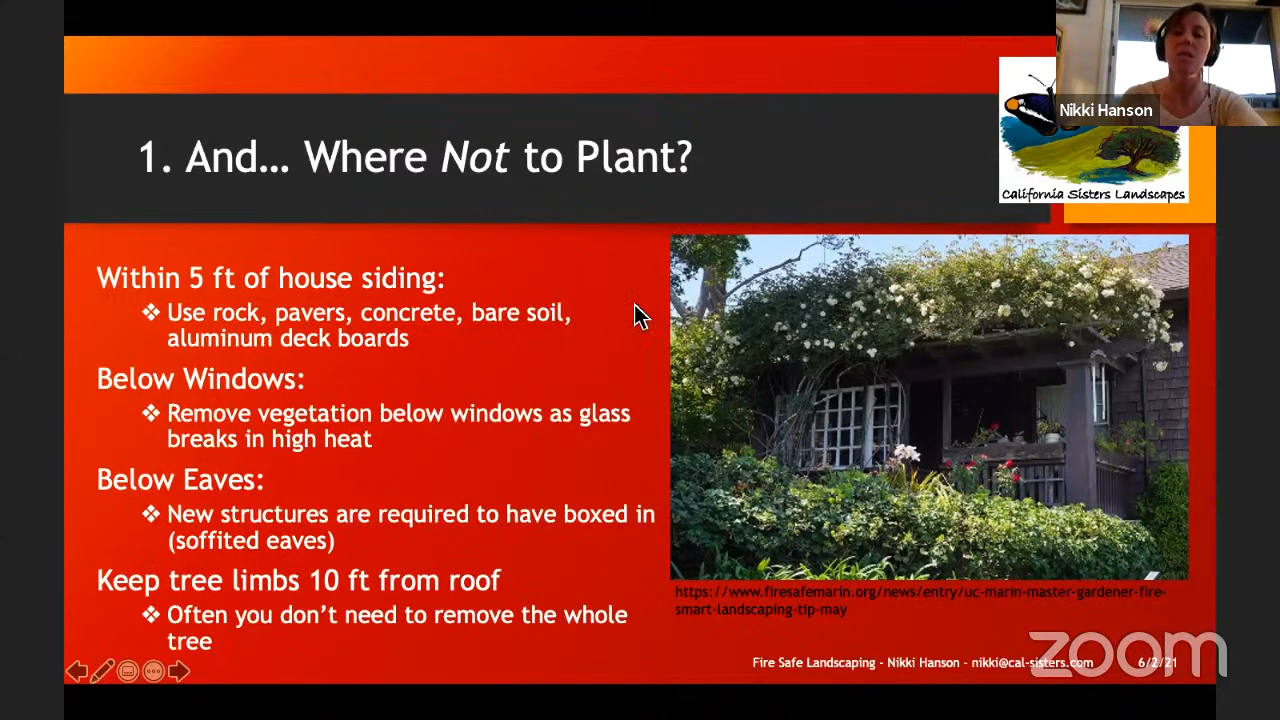 Nikki Hanson
1. And... Where Not to Plant?
California Sisters Landscapes
Within 5 ft of house siding:
❖ Use rock, pavers, concrete, bare soil,
aluminum deck boards
Below Windows:
❖ Remove vegetation below windows as glass
breaks in high heat
Below Eaves:
❖ New structures are required to have boxed in
(soffited eaves)
Keep tree limbs 10 ft from roof
❖ Often you don't need to remove the whole
tree
https://www.firesafemarin.org/news/entry/uc-marin-master-gardener-fire-
smart-landscaping-tip-may
Fire Safe Landscaping - Nikki Hanson - nikki@cal-sisters.com 6/2/21
zoom